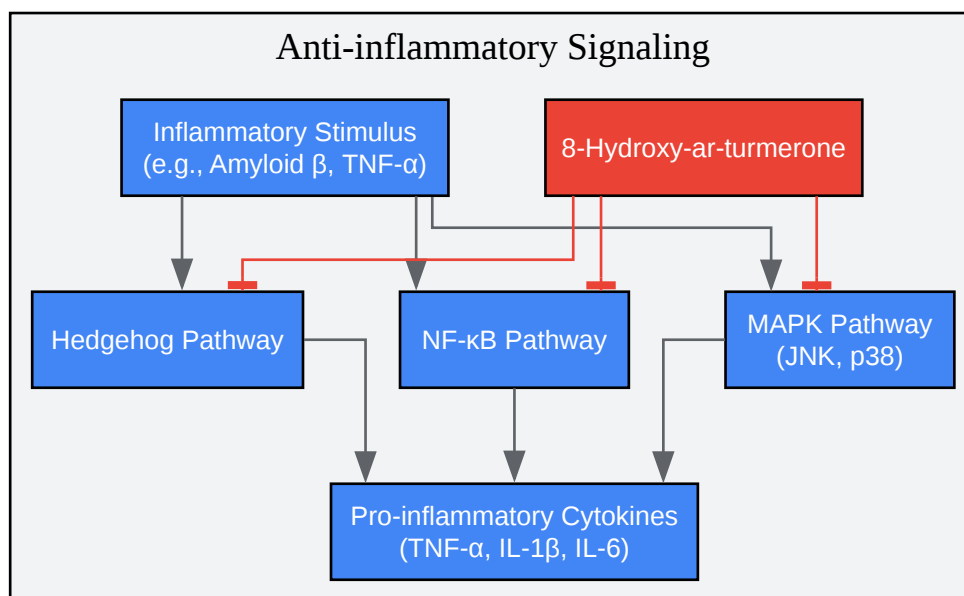 Anti-inflammatory Signaling
Inflammatory Stimulus
(e.g., Amyloid β, TNF-α)
8-Hydroxy-ar-turmerone
Hedgehog Pathway
NF-κB Pathway
MAPK Pathway
(JNK, p38)
Pro-inflammatory Cytokines
(TNF-α, IL-1β, IL-6)